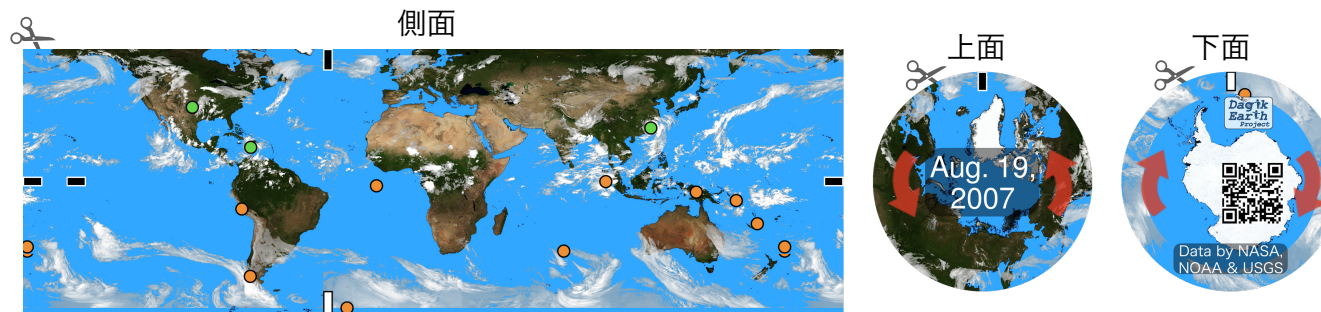 側面
上面
下面
Aug. 19,
2007
Dagik
Earth
Project
Data by NASA,
NOAA & USGS